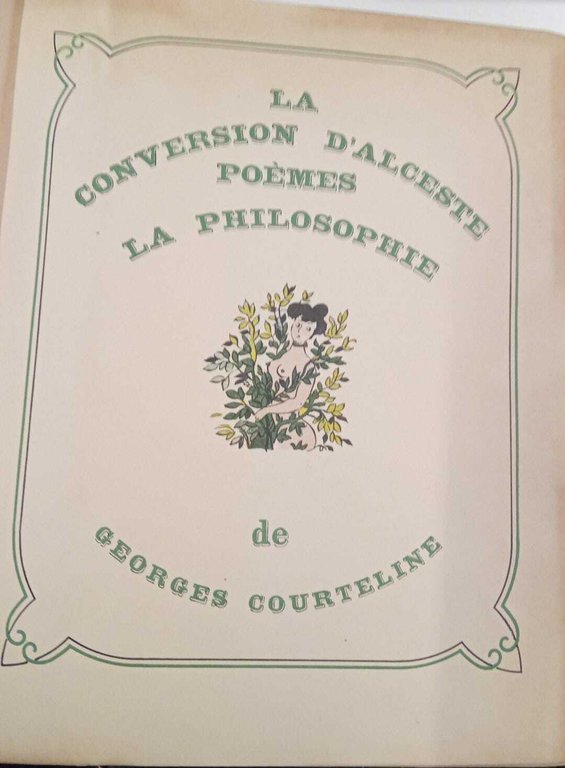 LA
CONVERSION D'ALCESTE
POÈMES
LA PHILOSOPHIE
de
GEORGES COURTELINE